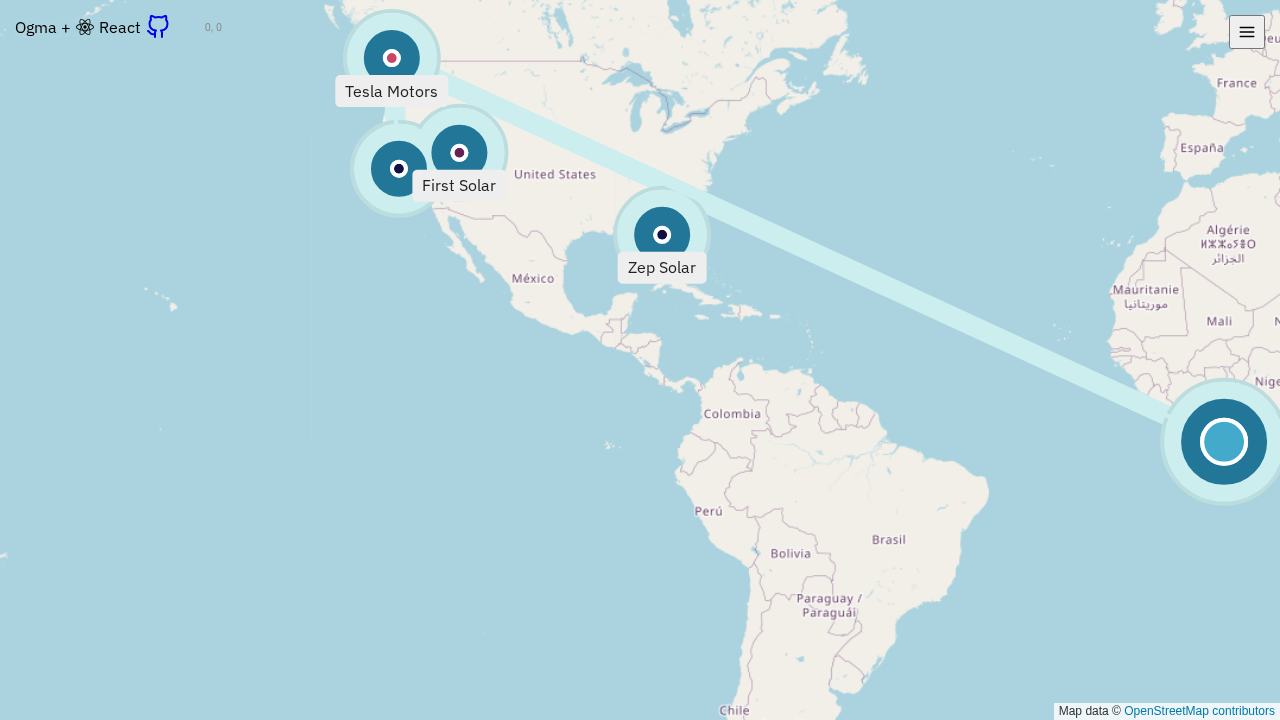 Ogma + React
0, 0
Tesla Motors
First Solar
Zep Solar
United States
México
Colombia
Perú
Brasil
Bolivia
Paraguay /
Paraguái
Chile
France
España
Algérie
ⵍⵣⵣⴰⵢⴻⵔ
الجزائر
Mauritanie
موريتانيا
Mali
Map data © OpenStreetMap contributors